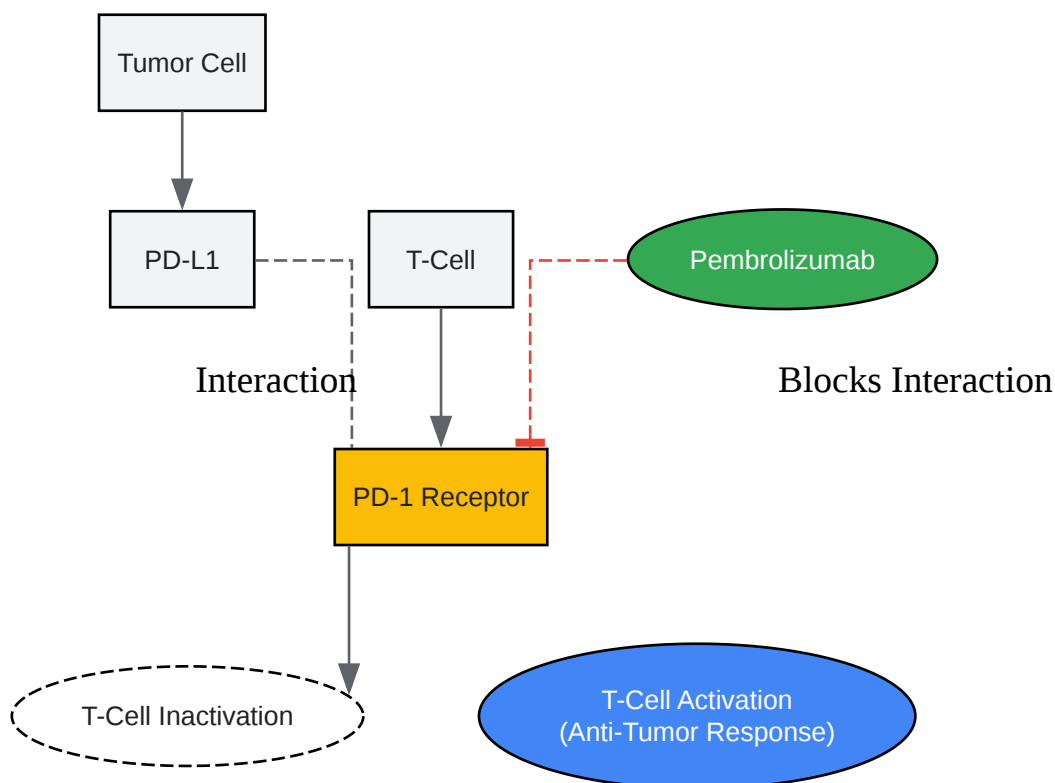 Tumor Cell
PD-L1
T-Cell
Pembrolizumab
Interaction
Blocks Interaction
PD-1 Receptor
T-Cell Inactivation
T-Cell Activation
(Anti-Tumor Response)